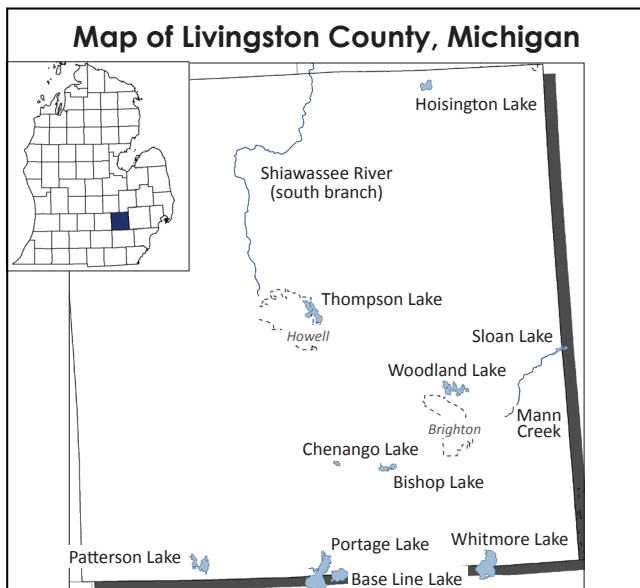 Map of Livingston County, Michigan
Hoisington Lake
Shiawassee River
(south branch)
Thompson Lake
Howell
Sloan Lake
Woodland Lake
Mann
Creek
Brighton
Chenango Lake
Bishop Lake
Patterson Lake
Portage Lake
Whitmore Lake
Base Line Lake